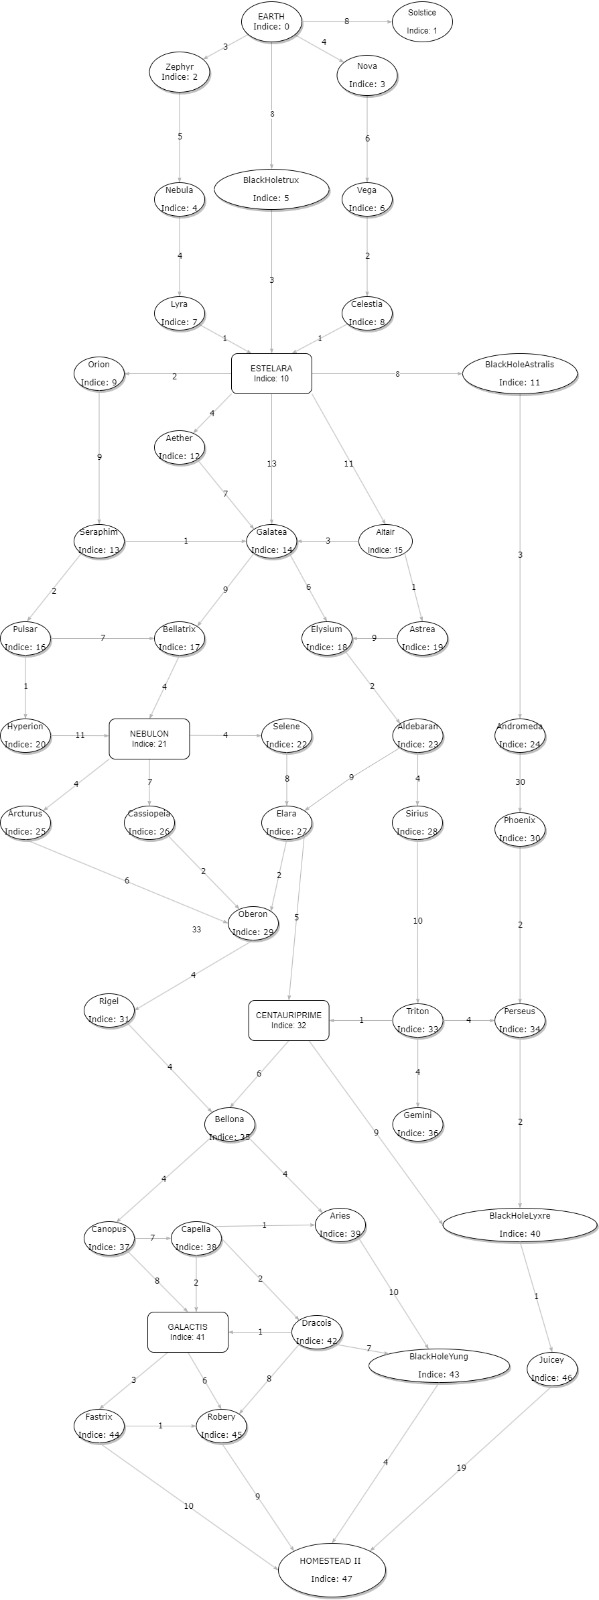 EARTH
Indice: 0
8
Solstice
Indice: 1
3
4
Zephyr
Indice: 2
Nova
Indice: 3
8
5
6
BlackHoletrux
Indice: 5
Nebula
Indice: 4
Vega
Indice: 6
4
2
3
Lyra
Indice: 7
Celestia
Indice: 8
1
1
Orion
Indice: 9
2
ESTELARA
Indice: 10
8
BlackHoleAstralis
Indice: 11
4
Aether
Indice: 12
9
13
11
7
3
Seraphim
Indice: 13
1
Galatea
Indice: 14
3
Altair
Indice: 15
2
9
6
1
Pulsar
Indice: 16
7
Bellatrix
Indice: 17
Elysium
Indice: 18
9
Astrea
Indice: 19
1
4
2
Hyperion
Indice: 20
11
NEBULON
Indice: 21
4
Selene
Indice: 22
Aldebaran
Indice: 23
Andromeda
Indice: 24
4
7
8
9
4
30
Arcturus
Indice: 25
Cassiopeia
Indice: 26
Elara
Indice: 27
Sirius
Indice: 28
Phoenix
Indice: 30
6
2
2
5
10
2
33
Oberon
Indice: 29
4
Rigel
Indice: 31
CENTAURIPRIME
Indice: 32
1
Triton
Indice: 33
4
Perseus
Indice: 34
4
6
4
9
2
Bellona
Indice: 35
Gemini
Indice: 36
4
4
Canopus
Indice: 37
7
Capella
Indice: 38
1
Aries
Indice: 39
BlackHoleLyxre
Indice: 40
8
2
2
10
1
GALACTIS
Indice: 41
1
Dracois
Indice: 42
7
BlackHoleYung
Indice: 43
Juicey
Indice: 46
3
6
8
Fastrix
Indice: 44
1
Robery
Indice: 45
4
19
10
9
HOMESTEAD II
Indice: 47